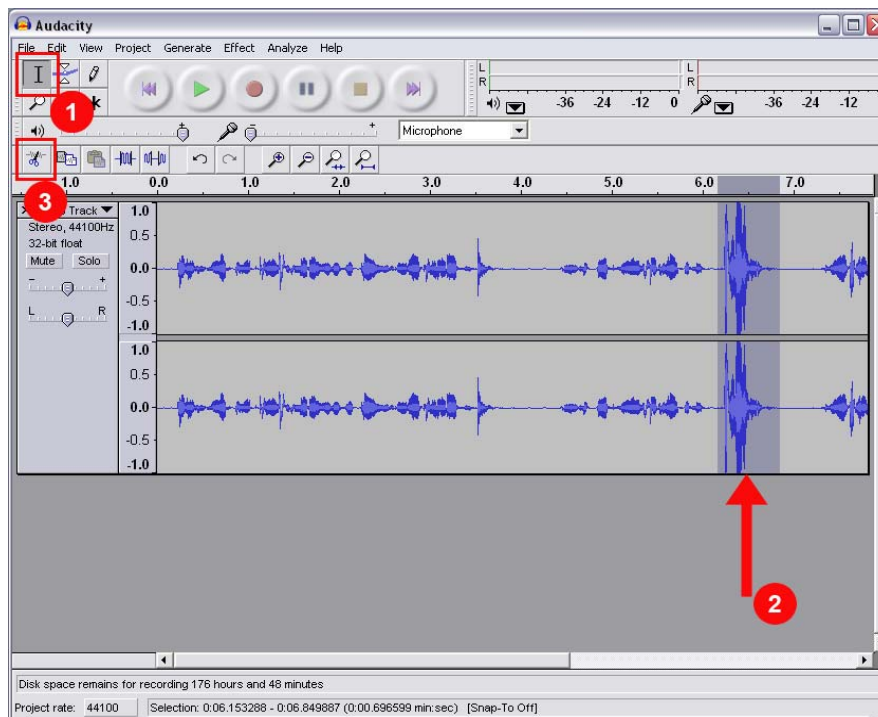 Audacity
File Edit View Project Generate Effect Analyze Help
L
R
-36 -24 -12 0
L
R
-36 -24 -12
1
k
- +
Microphone
3
1.0 0.0 1.0 2.0 3.0 4.0 5.0 6.0 7.0
X Track
Stereo, 44100Hz
32-bit float
Mute Solo
- +
L R
1.0
0.5
0.0
-0.5
-1.0
1.0
0.5
0.0
-0.5
-1.0
2
Disk space remains for recording 176 hours and 48 minutes
Project rate: 44100 Selection: 0:06.153288 - 0:06.849887 (0:00.696599 min:sec) [Snap-To Off]